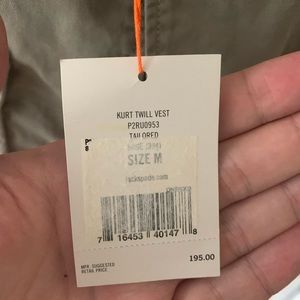 KURT TWILL VEST
P2RU0953
TAILORED
SIZE M
jackspade.com
7 16453 40147 8
MFR. SUGGESTED
RETAIL PRICE
195.00